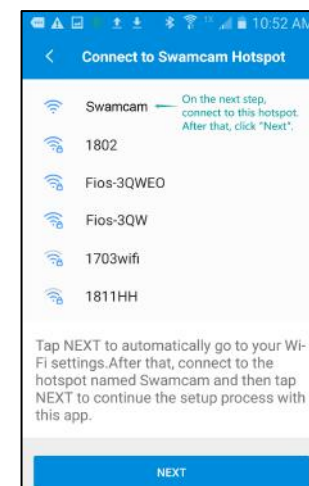 10:52 AM
Connect to Swamcam Hotspot
Swamcam
On the next step,
connect to this hotspot.
After that, click "Next".
1802
Fios-3QWEO
Fios-3QW
1703wifi
1811HH
Tap NEXT to automatically go to your Wi-
Fi settings.After that, connect to the
hotspot named Swamcam and then tap
NEXT to continue the setup process with
this app.
NEXT